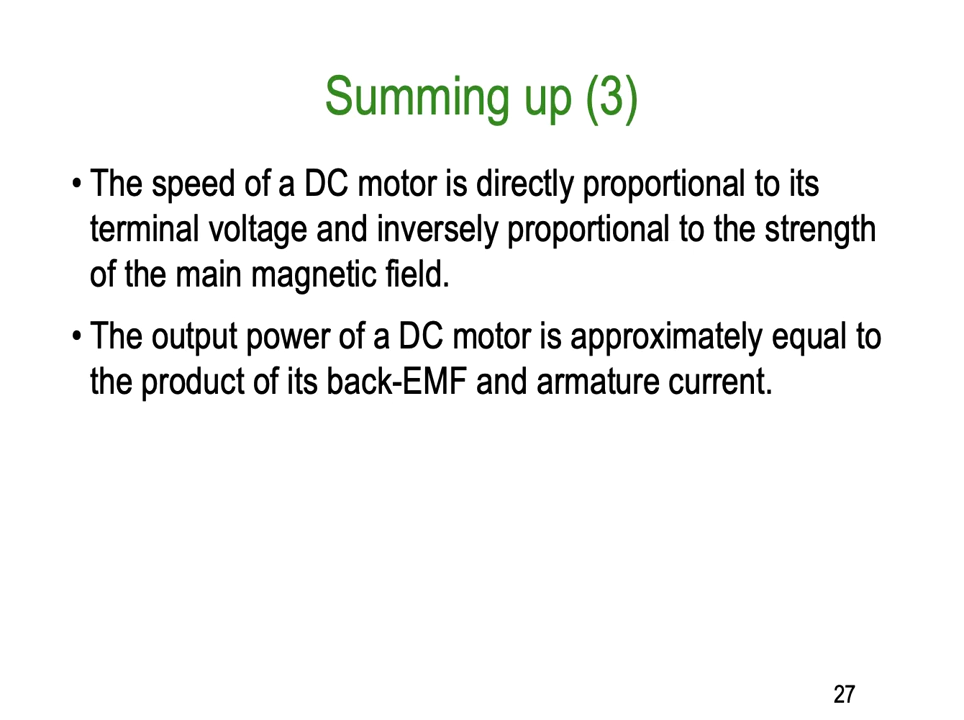 Summing up (3)
• The speed of a DC motor is directly proportional to its
terminal voltage and inversely proportional to the strength
of the main magnetic field.
• The output power of a DC motor is approximately equal to
the product of its back-EMF and armature current.
27